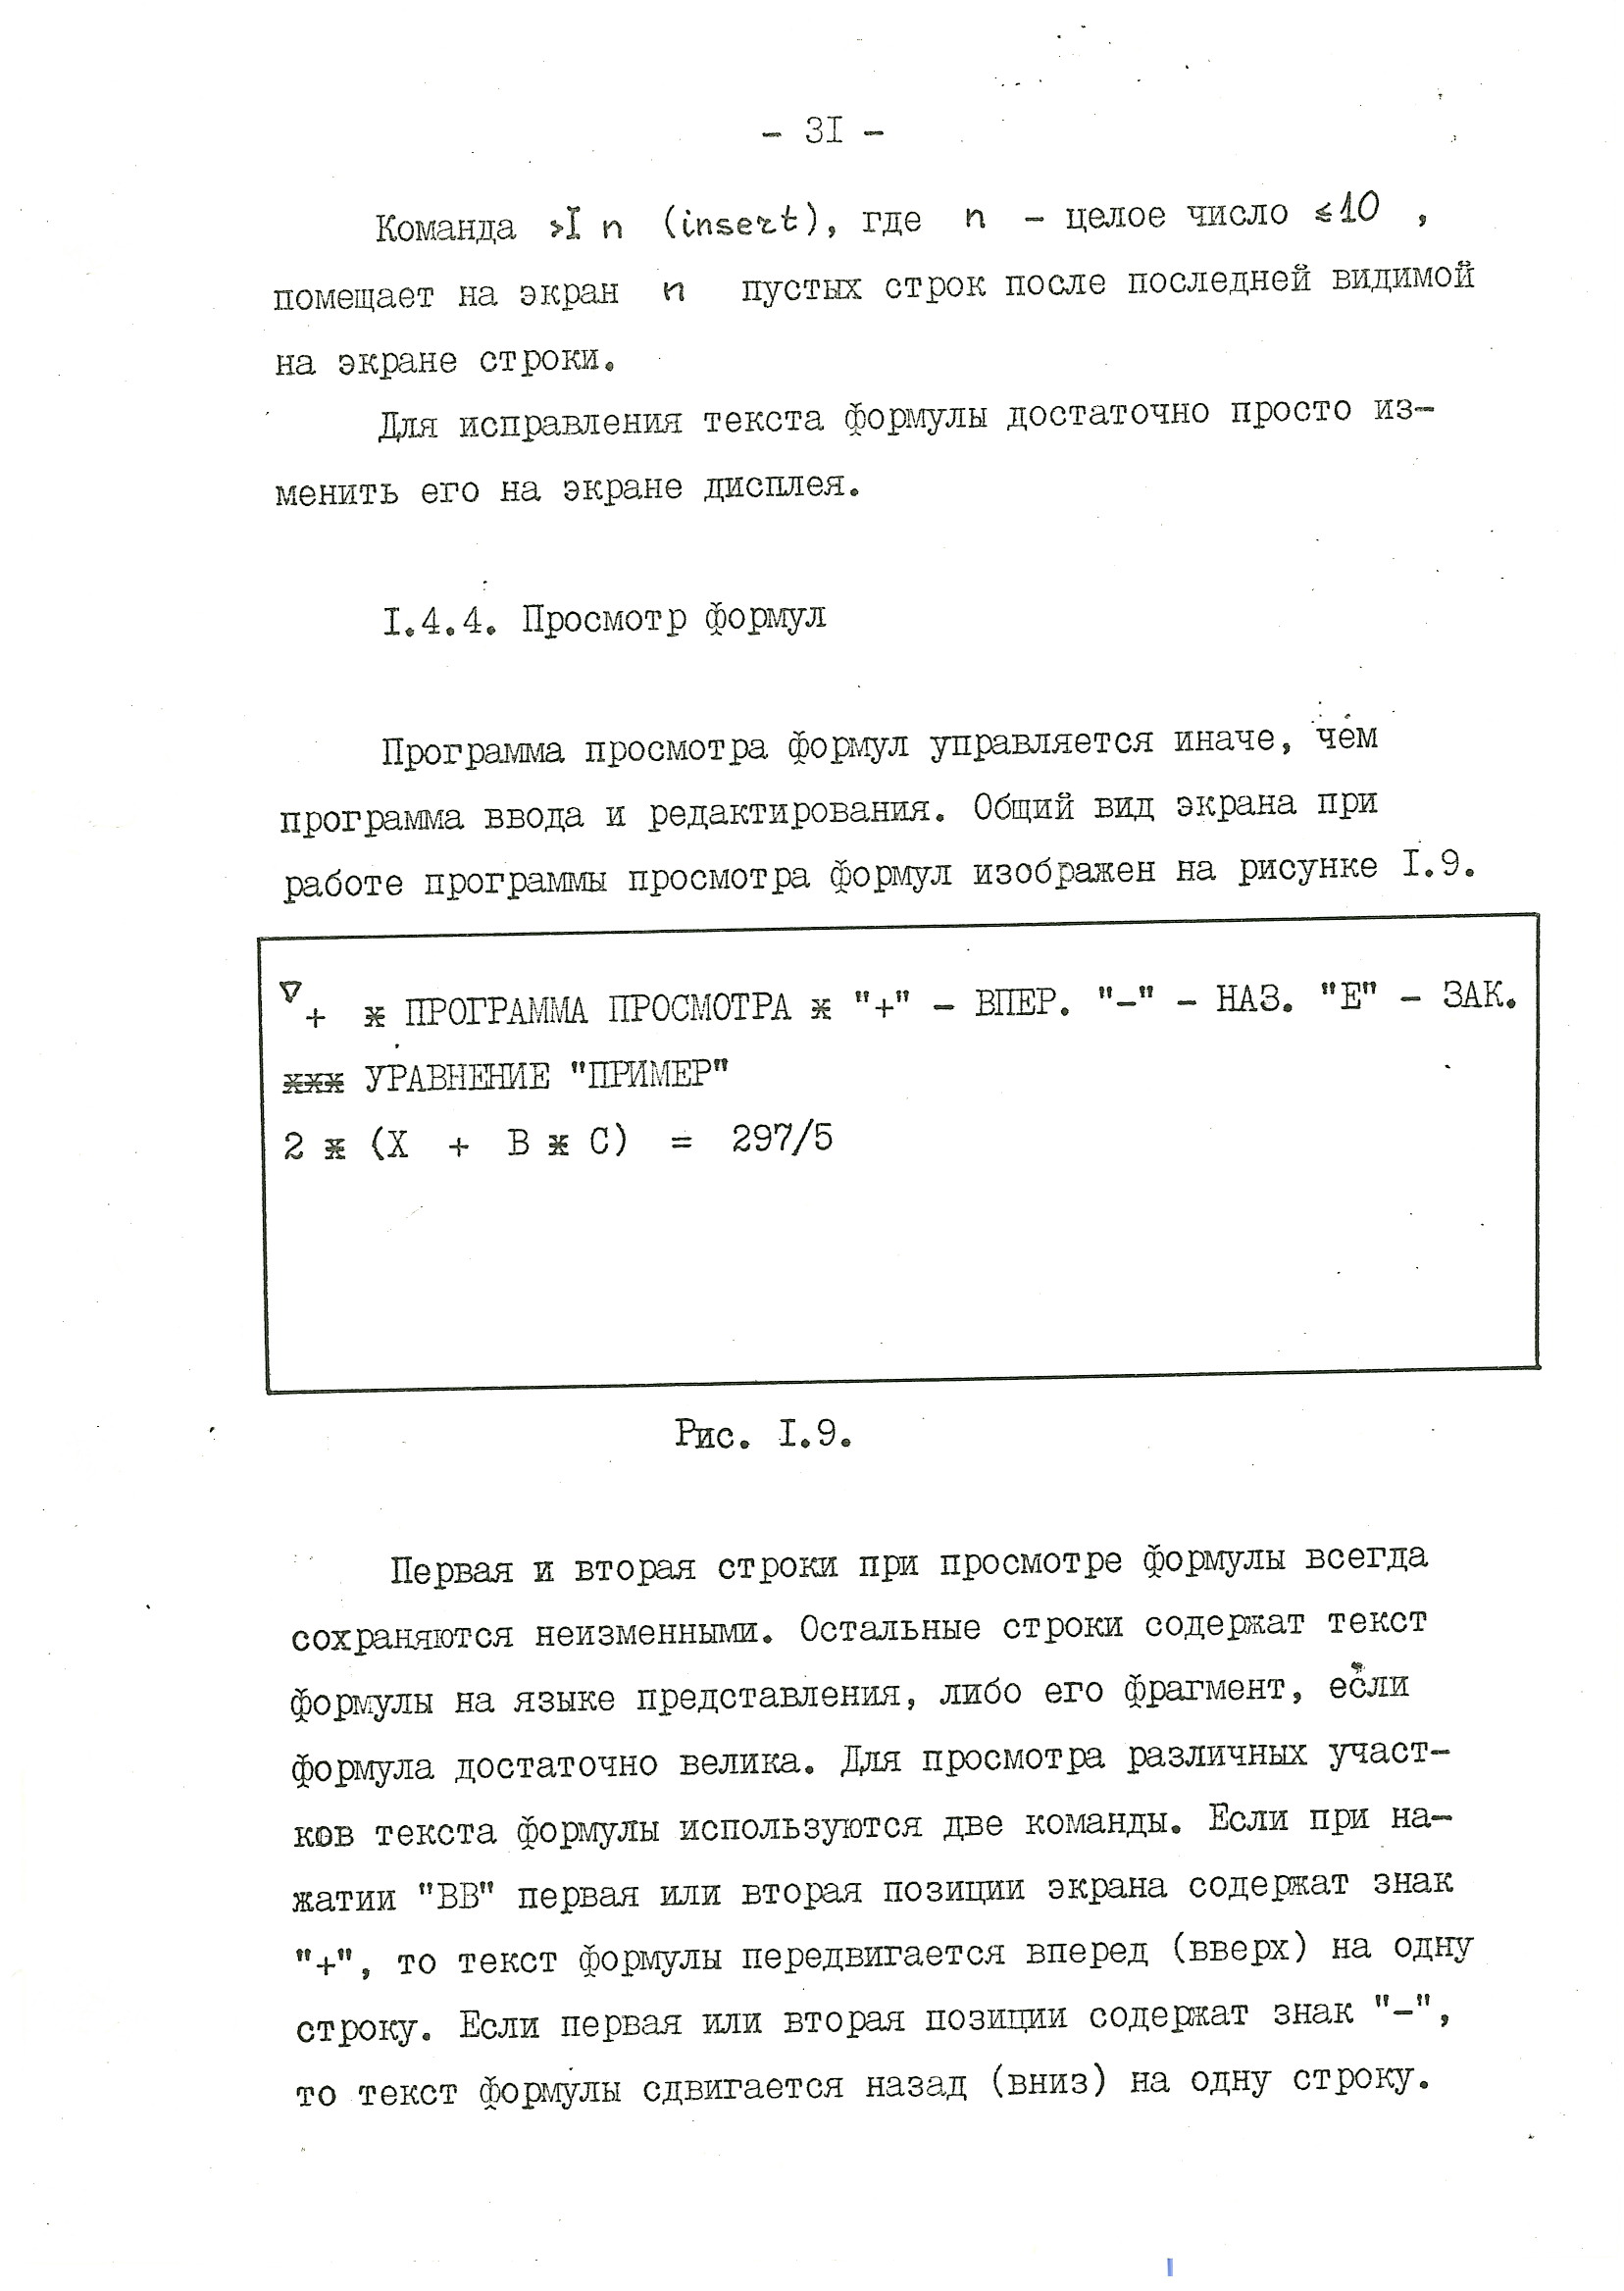 - 3I -
Команда >I n (insert), где n - целое число ≤10 ,
помещает на экран n пустых строк после последней видимой
на экране строки.
Для исправления текста формулы достаточно просто из-
менить его на экране дисплея.
I.4.4. Просмотр формул
Программа просмотра формул управляется иначе, чем
программа ввода и редактирования. Общий вид экрана при
работе программы просмотра формул изображен на рисунке I.9.
∇+ * ПРОГРАММА ПРОСМОТРА * "+" - ВПЕР. "-" - НАЗ. "Е" - ЗАК.
*** УРАВНЕНИЕ "ПРИМЕР"
2 * (X + B * C) = 297/5
Рис. I.9.
Первая и вторая строки при просмотре формулы всегда
сохраняются неизменными. Остальные строки содержат текст
формулы на языке представления, либо его фрагмент, если
формула достаточно велика. Для просмотра различных участ-
ков текста формулы используются две команды. Если при на-
жатии "ВВ" первая или вторая позиции экрана содержат знак
"+", то текст формулы передвигается вперед (вверх) на одну
строку. Если первая или вторая позиции содержат знак "-",
то текст формулы сдвигается назад (вниз) на одну строку.